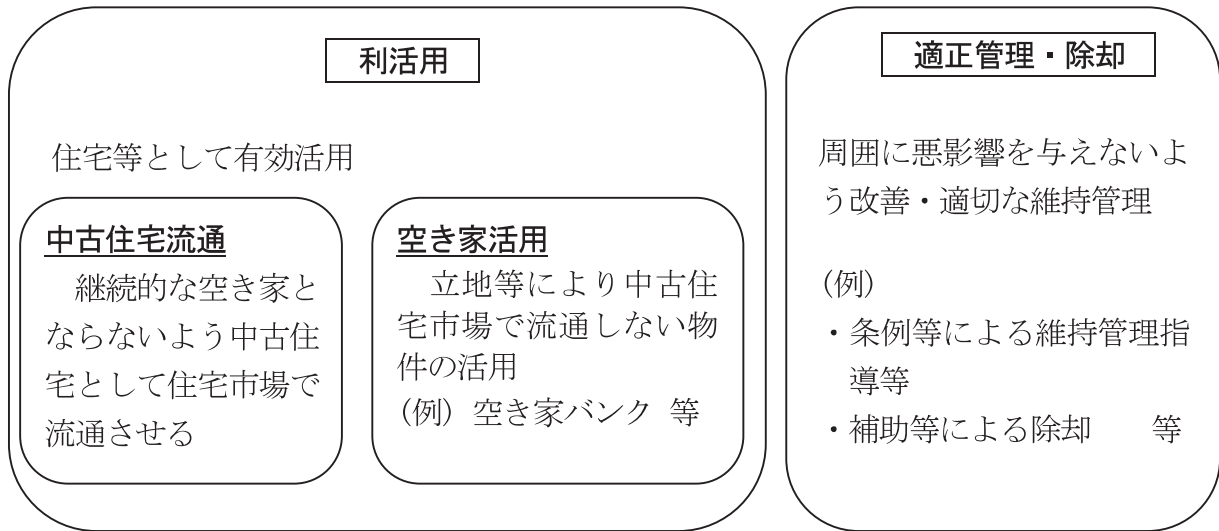 利活用
住宅等として有効活用
中古住宅流通
継続的な空き家と
ならないよう中古住
宅として住宅市場で
流通させる
空き家活用
立地等により中古住
宅市場で流通しない物
件の活用
(例) 空き家バンク 等
適正管理・除却
周囲に悪影響を与えないよ
う改善・適切な維持管理
(例)
・条例等による維持管理指
導等
・補助等による除却 等